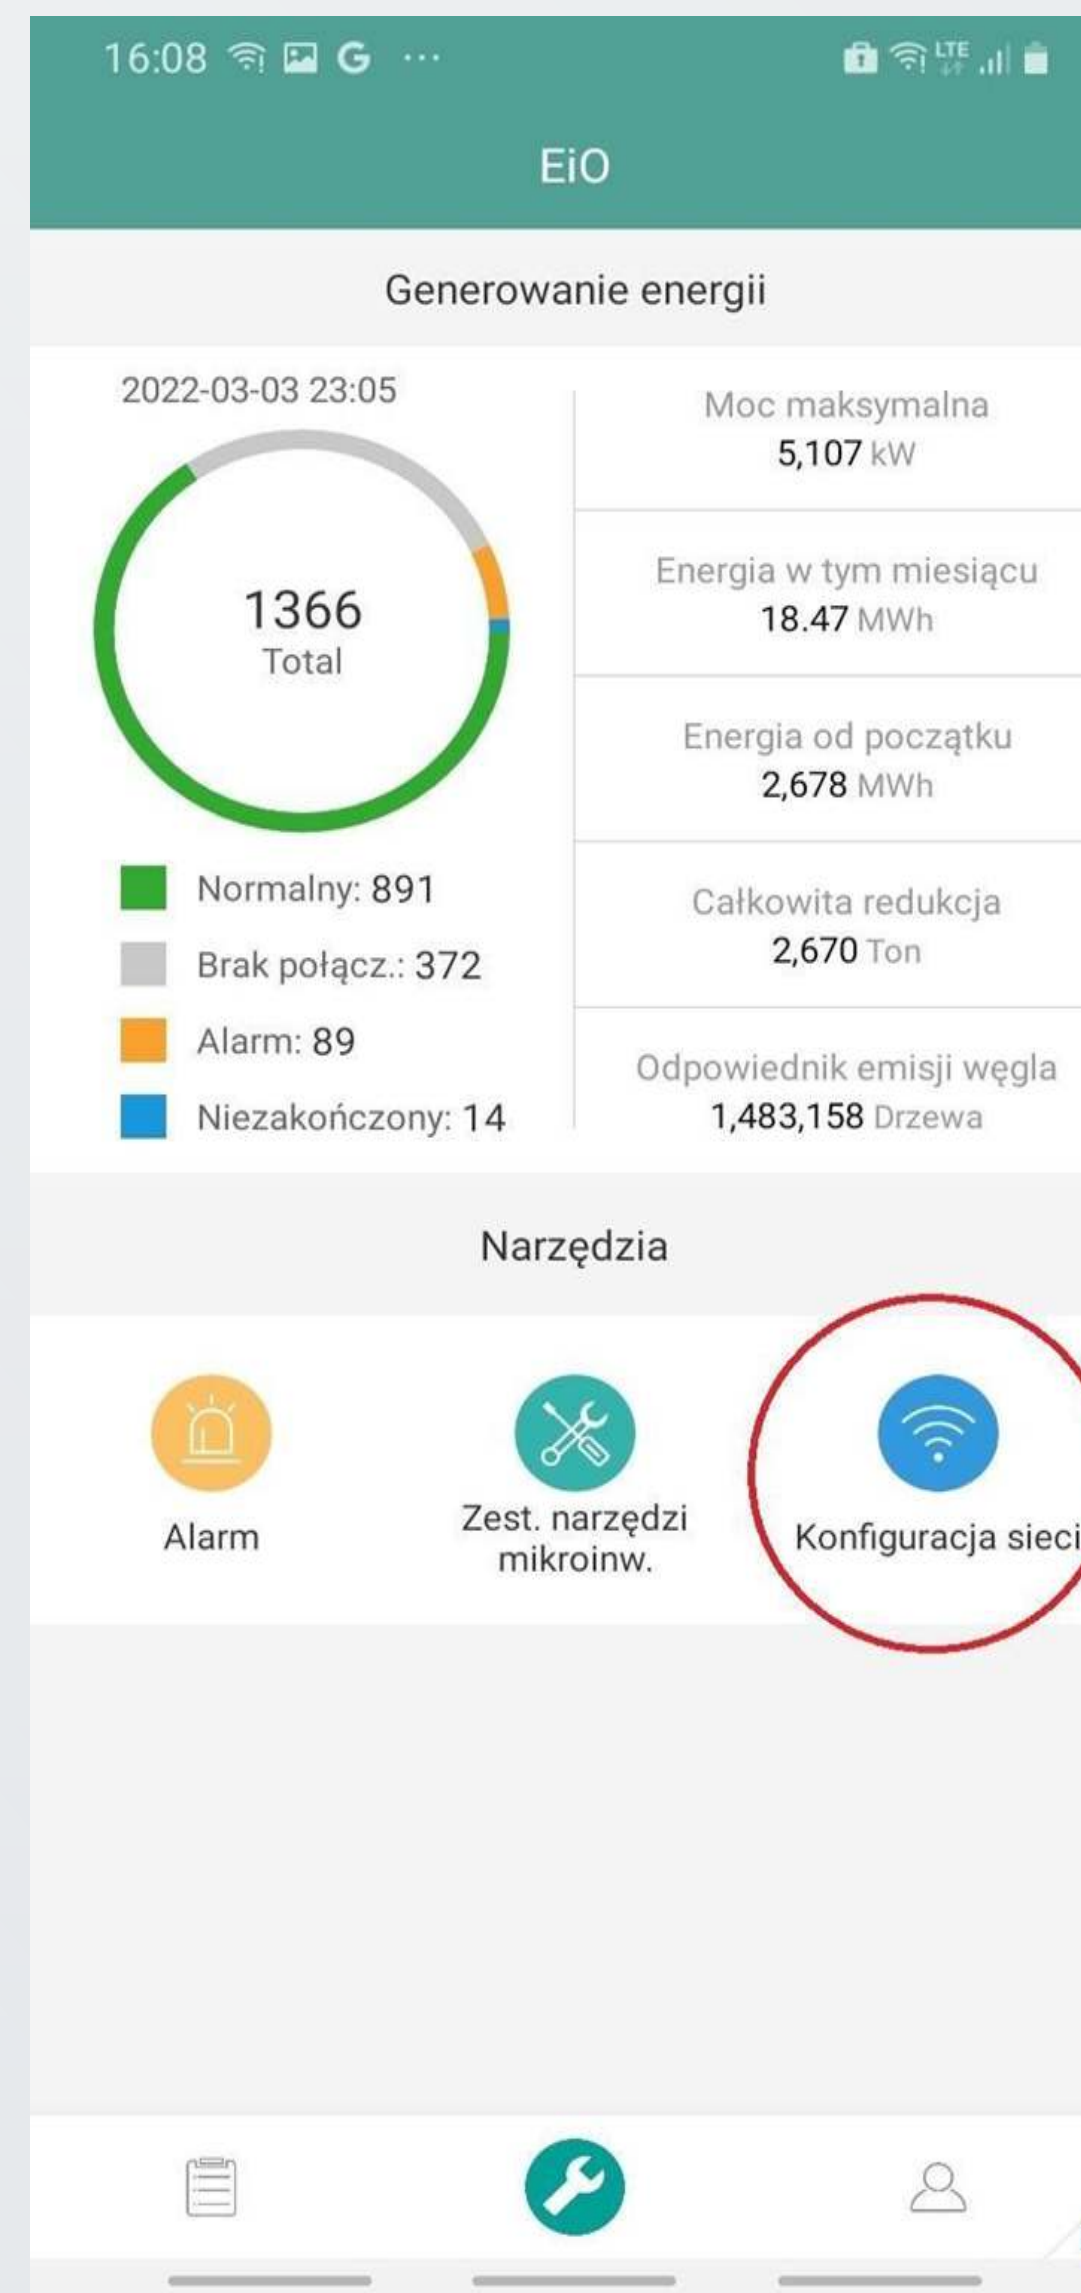 16:08 G ...
LTE
EiO
Generowanie energii
2022-03-03 23:05
1366
Total
Normalny: 891
Brak połącz.: 372
Alarm: 89
Niezakończony: 14
Moc maksymalna
5,107 kW
Energia w tym miesiącu
18.47 MWh
Energia od początku
2,678 MWh
Całkowita redukcja
2,670 Ton
Odpowiednik emisji węgla
1,483,158 Drzewa
Narzędzia
Alarm
Zest. narzędzi
mikroinw.
Konfiguracja sieci